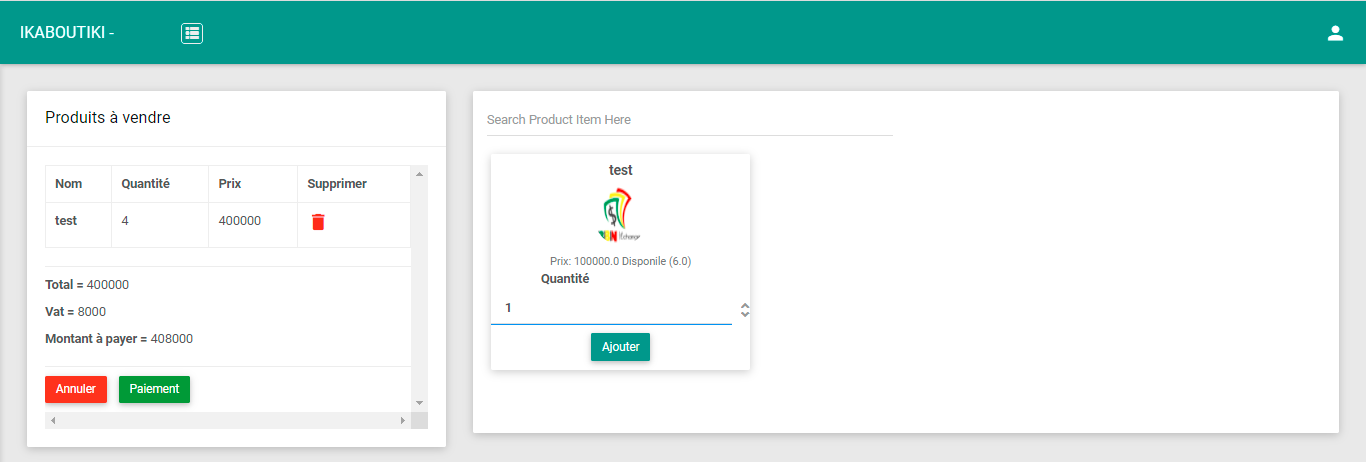 IKABOUTIKI -
Produits à vendre
Nom Quantité Prix Supprimer
test 4 400000
Total = 400000
Vat = 8000
Montant à payer = 408000
Annuler Paiement
Search Product Item Here
test
Prix: 100000.0 Disponile (6.0)
Quantité
1
Ajouter